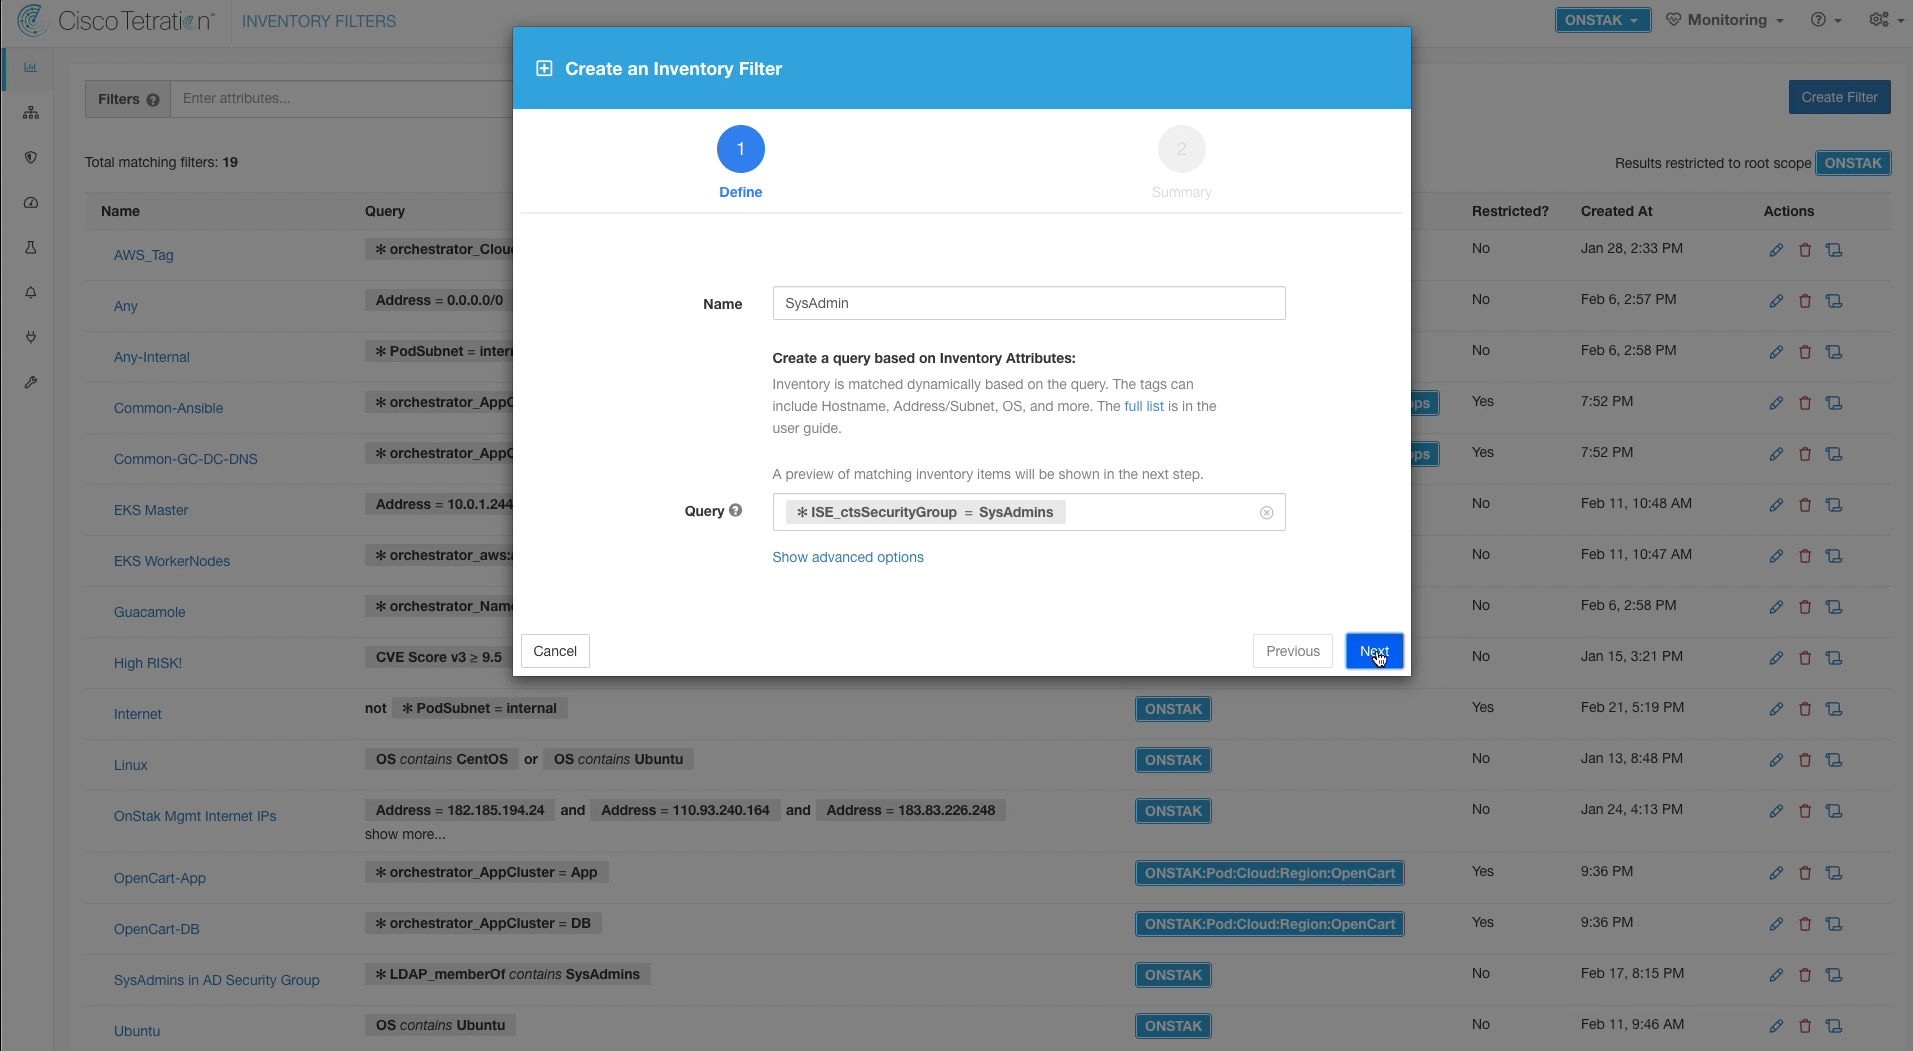 Cisco Tetration™
INVENTORY FILTERS
ONSTAK
Monitoring
Create an Inventory Filter
Filters
Enter attributes...
Create Filter
1
2
Define
Summary
Total matching filters: 19
Results restricted to root scope ONSTAK
Name Query Restricted? Created At Actions
AWS_Tag ✻ orchestrator_Clou No Jan 28, 2:33 PM
Any Address = 0.0.0.0/0 No Feb 6, 2:57 PM
Any-Internal ✻ PodSubnet = inter No Feb 6, 2:58 PM
Common-Ansible ✻ orchestrator_AppC ops Yes 7:52 PM
Common-GC-DC-DNS ✻ orchestrator_AppC ops Yes 7:52 PM
EKS Master Address = 10.0.1.244 No Feb 11, 10:48 AM
EKS WorkerNodes ✻ orchestrator_aws: No Feb 11, 10:47 AM
Guacamole ✻ orchestrator_Name No Feb 6, 2:58 PM
High RISK! CVE Score v3 ≥ 9.5 No Jan 15, 3:21 PM
Name
SysAdmin
Create a query based on Inventory Attributes:
Inventory is matched dynamically based on the query. The tags can
include Hostname, Address/Subnet, OS, and more. The full list is in the
user guide.
A preview of matching inventory items will be shown in the next step.
Query
✻ ISE_ctsSecurityGroup = SysAdmins
Show advanced options
Cancel
Previous
Next
Internet not ✻ PodSubnet = internal ONSTAK Yes Feb 21, 5:19 PM
Linux OS contains CentOS or OS contains Ubuntu ONSTAK No Jan 13, 8:48 PM
OnStak Mgmt Internet IPs Address = 182.185.194.24 and Address = 110.93.240.164 and Address = 183.83.226.248 ONSTAK No Jan 24, 4:13 PM
show more...
OpenCart-App ✻ orchestrator_AppCluster = App ONSTAK:Pod:Cloud:Region:OpenCart Yes 9:36 PM
OpenCart-DB ✻ orchestrator_AppCluster = DB ONSTAK:Pod:Cloud:Region:OpenCart Yes 9:36 PM
SysAdmins in AD Security Group ✻ LDAP_memberOf contains SysAdmins ONSTAK No Feb 17, 8:15 PM
Ubuntu OS contains Ubuntu ONSTAK No Feb 11, 9:46 AM